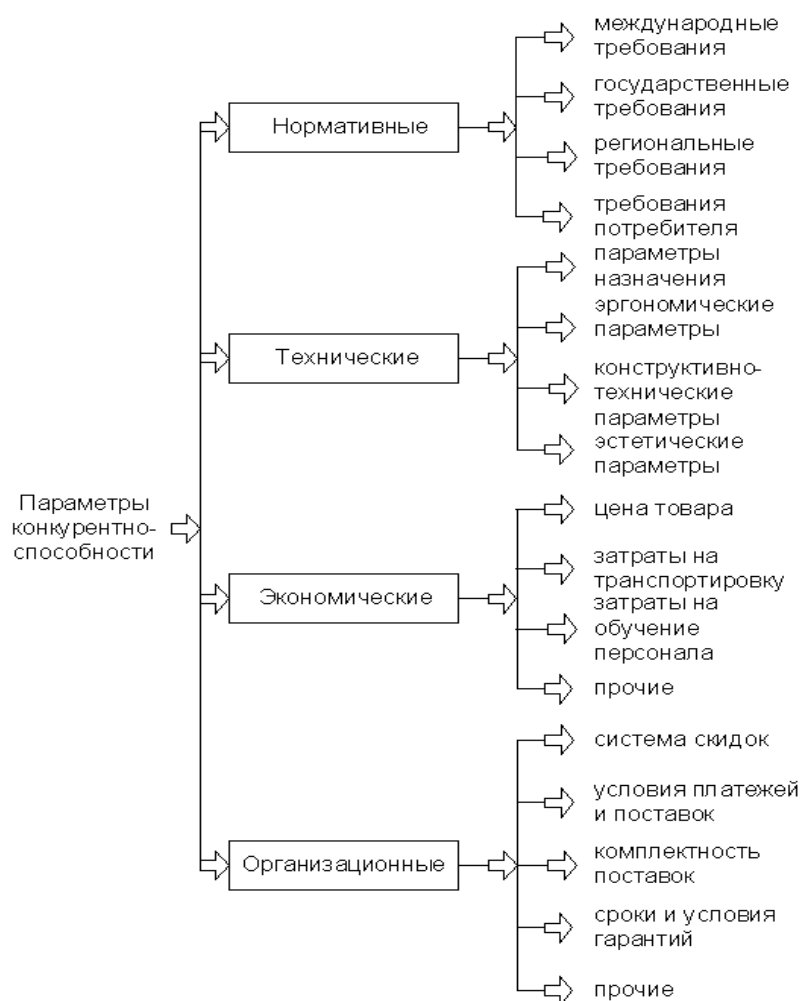 Параметры
конкурентно-
способности
Нормативные
международные
требования
государственные
требования
региональные
требования
требования
потребителя
Технические
параметры
назначения
эргономические
параметры
конструктивно-
технические
параметры
эстетические
параметры
Экономические
цена товара
затраты на
транспортировку
затраты на
обучение
персонала
прочие
Организационные
система скидок
условия платежей
и поставок
комплектность
поставок
сроки и условия
гарантий
прочие